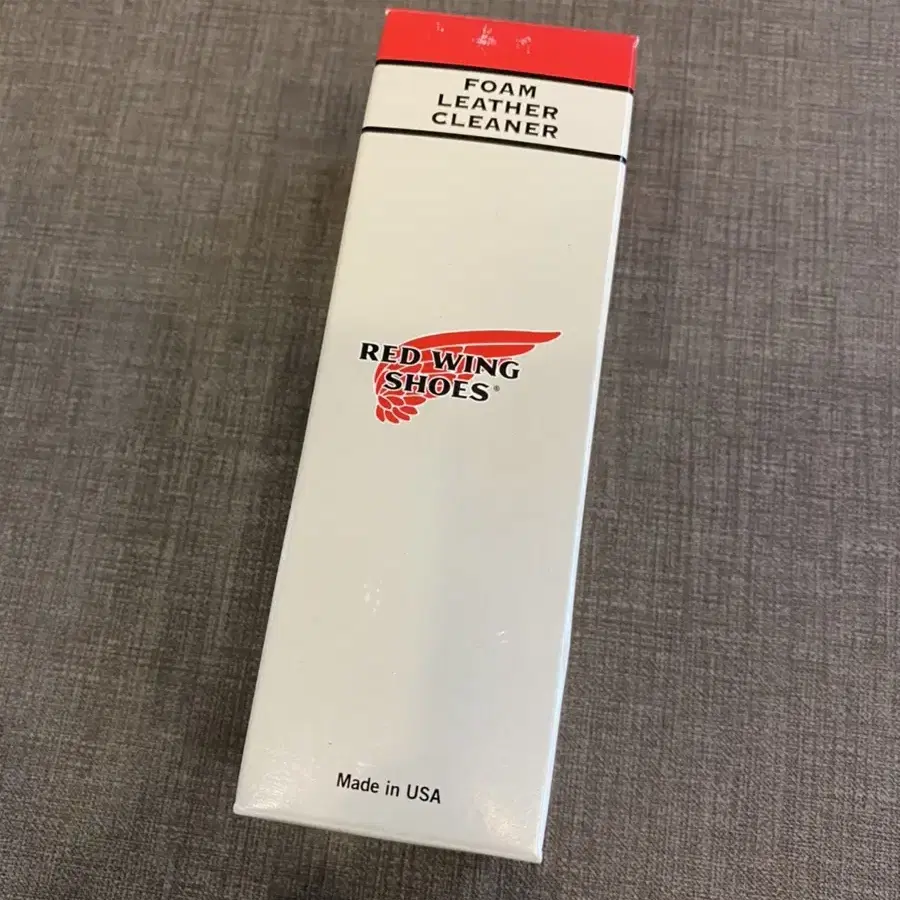 FOAM
LEATHER
CLEANER
RED WING
SHOES®
Made in USA